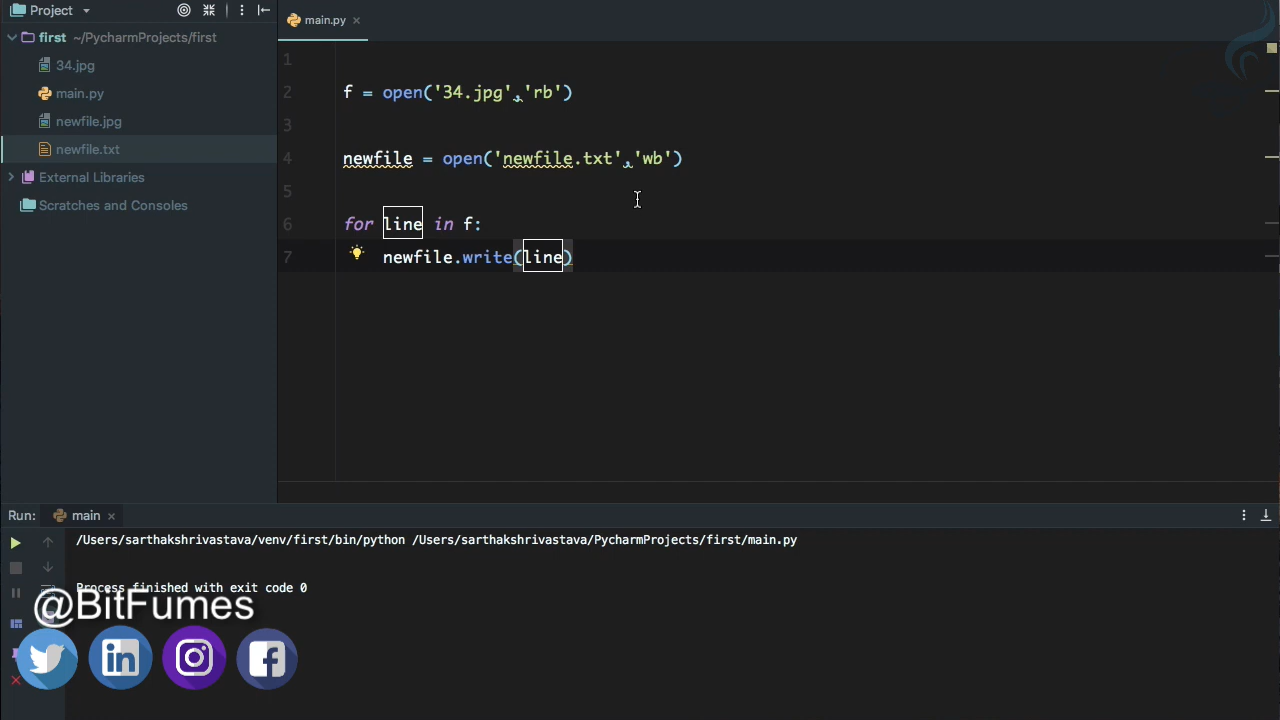 Project
main.py
first ~/PycharmProjects/first
34.jpg
main.py
newfile.jpg
newfile.txt
External Libraries
Scratches and Consoles
1
2 f = open('34.jpg','rb')
3
4 newfile = open('newfile.txt','wb')
5
6 for line in f:
7 newfile.write(line)
Run: main
/Users/sarthakshrivastava/venv/first/bin/python /Users/sarthakshrivastava/PycharmProjects/first/main.py
Process finished with exit code 0
@BitFumes